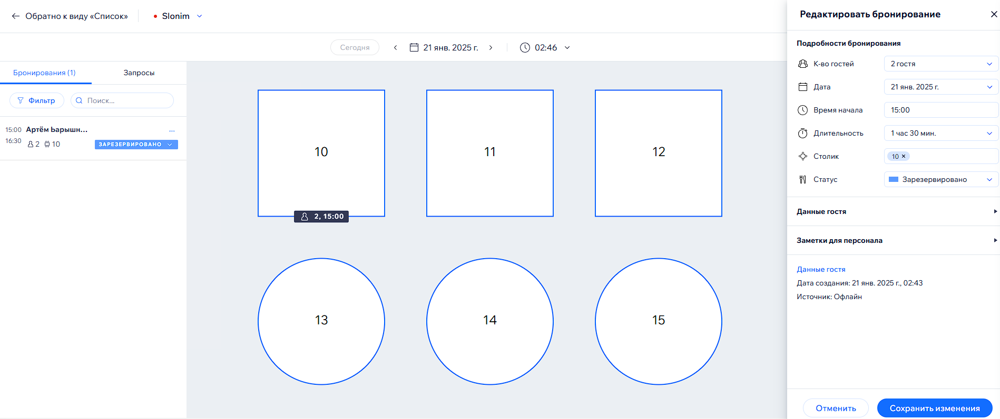 Обратно к виду «Список»
Slonim
Сегодня
21 янв. 2025 г.
02:46
Бронирования (1)
Запросы
Фильтр
Поиск...
15:00 Артём Барышн...
16:30 2 10 ЗАРЕЗЕРВИРОВАНО
10
11
12
2, 15:00
13
14
15
Редактировать бронирование
Подробности бронирования
К-во гостей 2 гостя
Дата 21 янв. 2025 г.
Время начала 15:00
Длительность 1 час 30 мин.
Столик 10 ×
Статус Зарезервировано
Данные гостя
Заметки для персонала
Данные гостя
Дата создания: 21 янв. 2025 г., 02:43
Источник: Офлайн
Отменить
Сохранить изменения